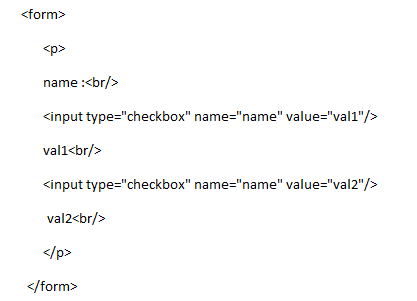 <form>
<p>
name :<br/>
<input type="checkbox" name="name" value="val1"/>
val1<br/>
<input type="checkbox" name="name" value="val2"/>
val2<br/>
</p>
</form>